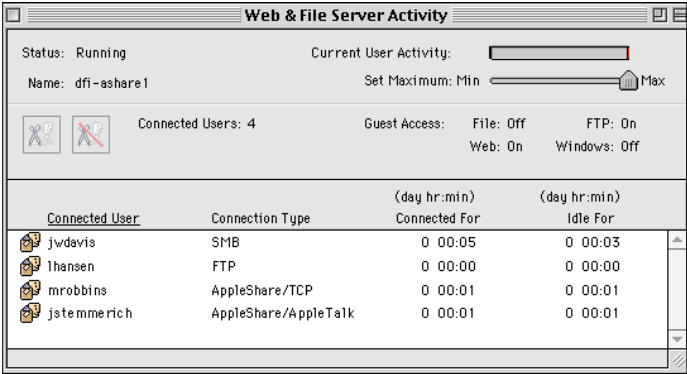 Web & File Server Activity
Status: Running
Current User Activity:
Name: dfi-ashare1
Set Maximum: Min Max
Connected Users: 4
Guest Access: File: Off FTP: On
Web: On Windows: Off
(day hr:min) (day hr:min)
Connected User Connection Type Connected For Idle For
jwdavis SMB 0 00:05 0 00:03
lhansen FTP 0 00:00 0 00:00
mrobbins AppleShare/TCP 0 00:01 0 00:01
jstemmerich AppleShare/AppleTalk 0 00:01 0 00:01